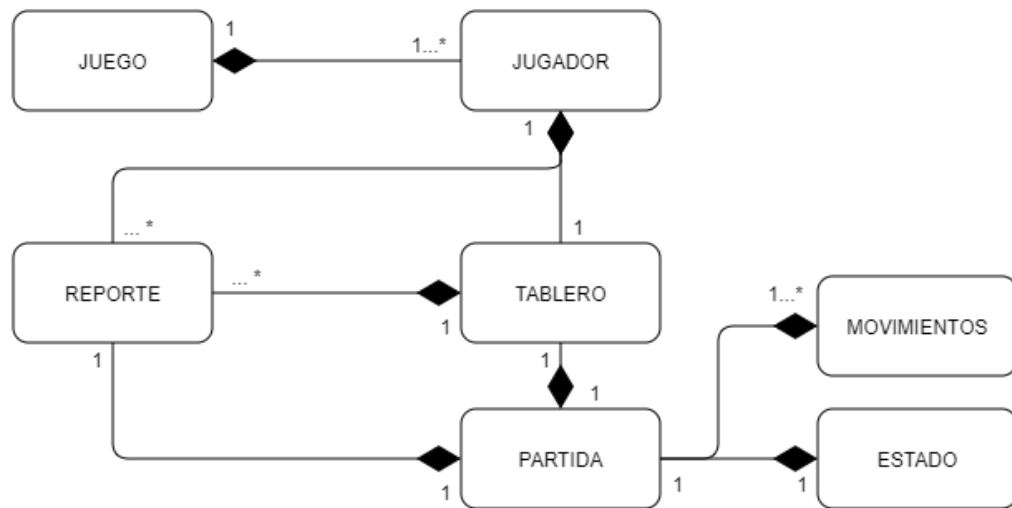 1
1...*
JUEGO
JUGADOR
1
... *
1
... *
REPORTE
TABLERO
1...*
1
MOVIMIENTOS
1
1
1
PARTIDA
ESTADO
1
1
1